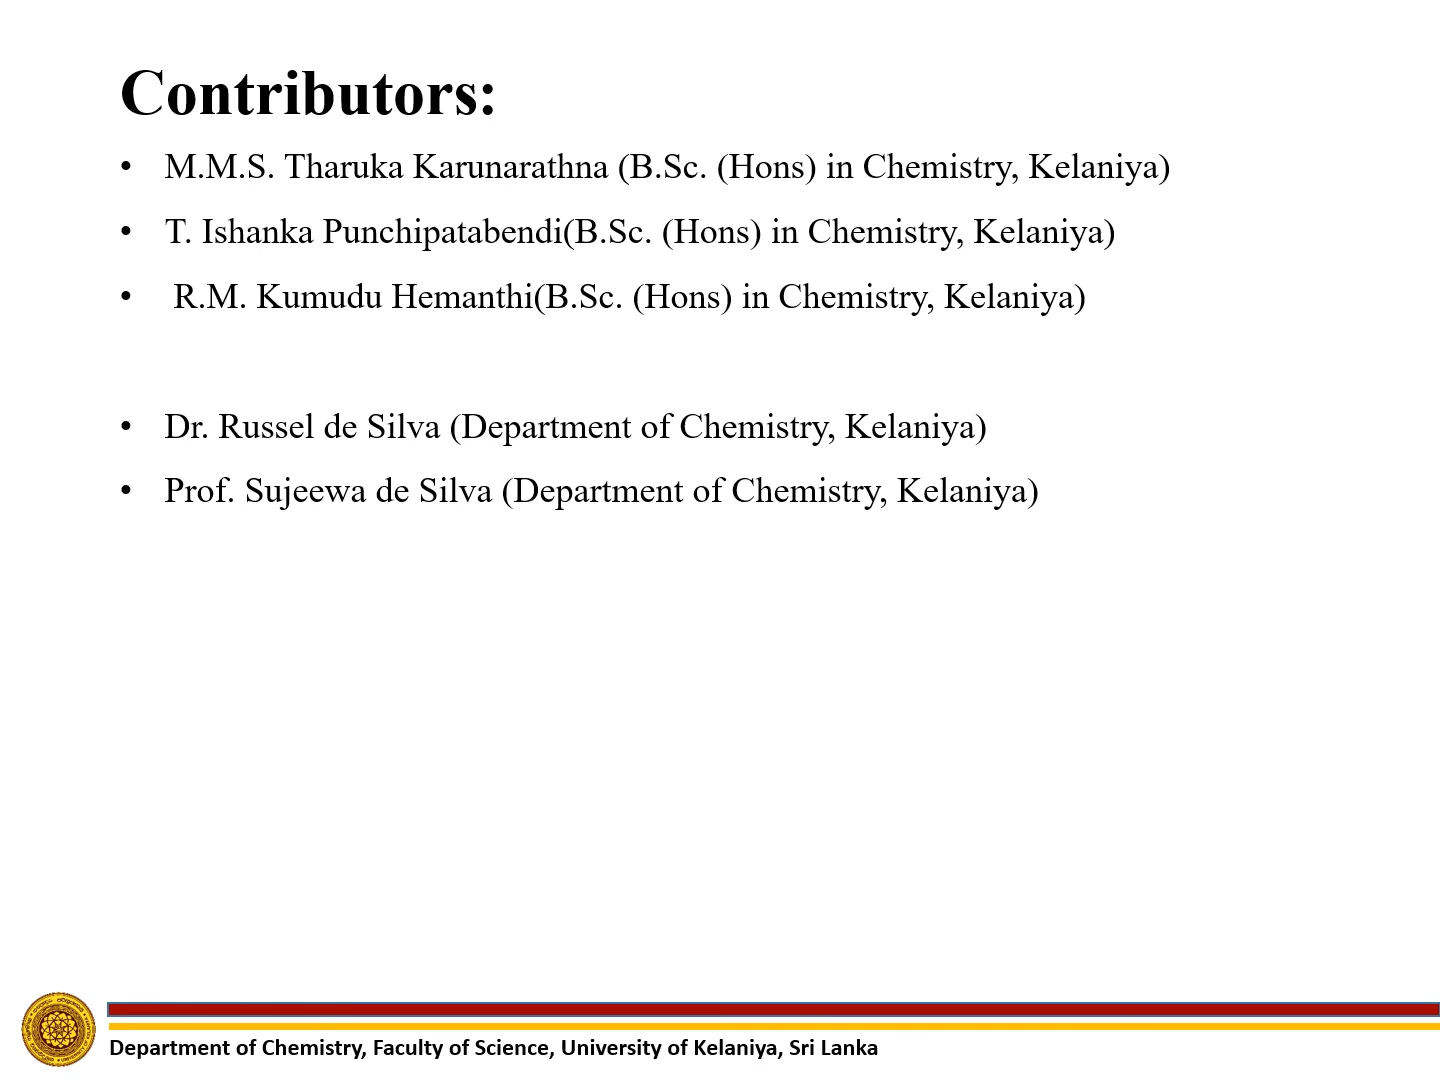 Contributors:
• M.M.S. Tharuka Karunarathna (B.Sc. (Hons) in Chemistry, Kelaniya)
• T. Ishanka Punchipatabendi(B.Sc. (Hons) in Chemistry, Kelaniya)
• R.M. Kumudu Hemanthi(B.Sc. (Hons) in Chemistry, Kelaniya)
• Dr. Russel de Silva (Department of Chemistry, Kelaniya)
• Prof. Sujeewa de Silva (Department of Chemistry, Kelaniya)
Department of Chemistry, Faculty of Science, University of Kelaniya, Sri Lanka